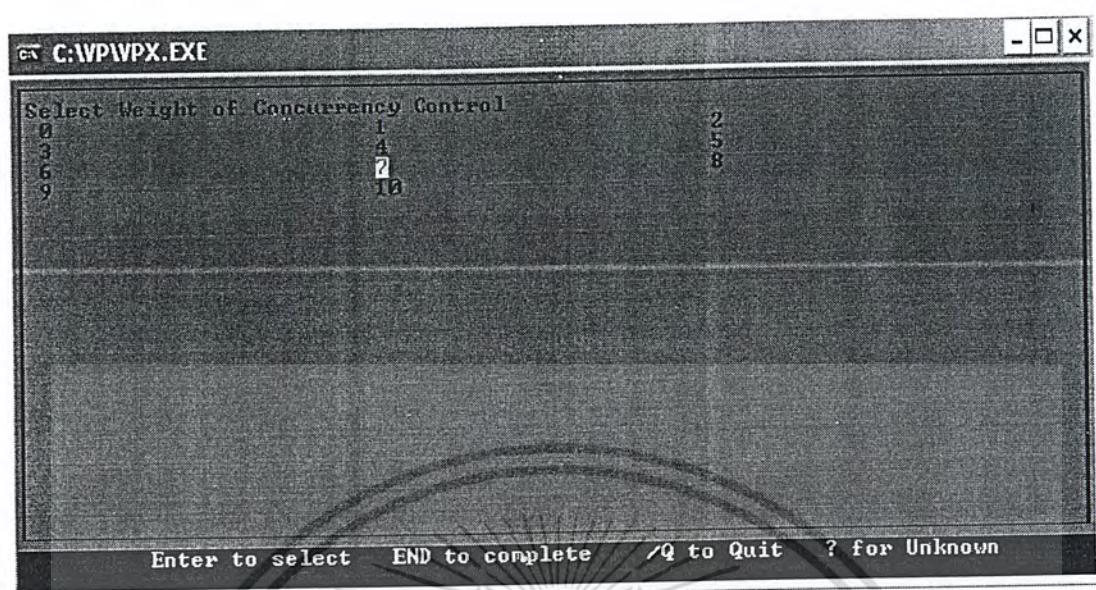 C:\VP\VPX.EXE
Select Weight of Concurrency Control
0 1 2
3 4 5
6 7 8
9 10
Enter to select END to complete /Q to Quit ? for Unknown